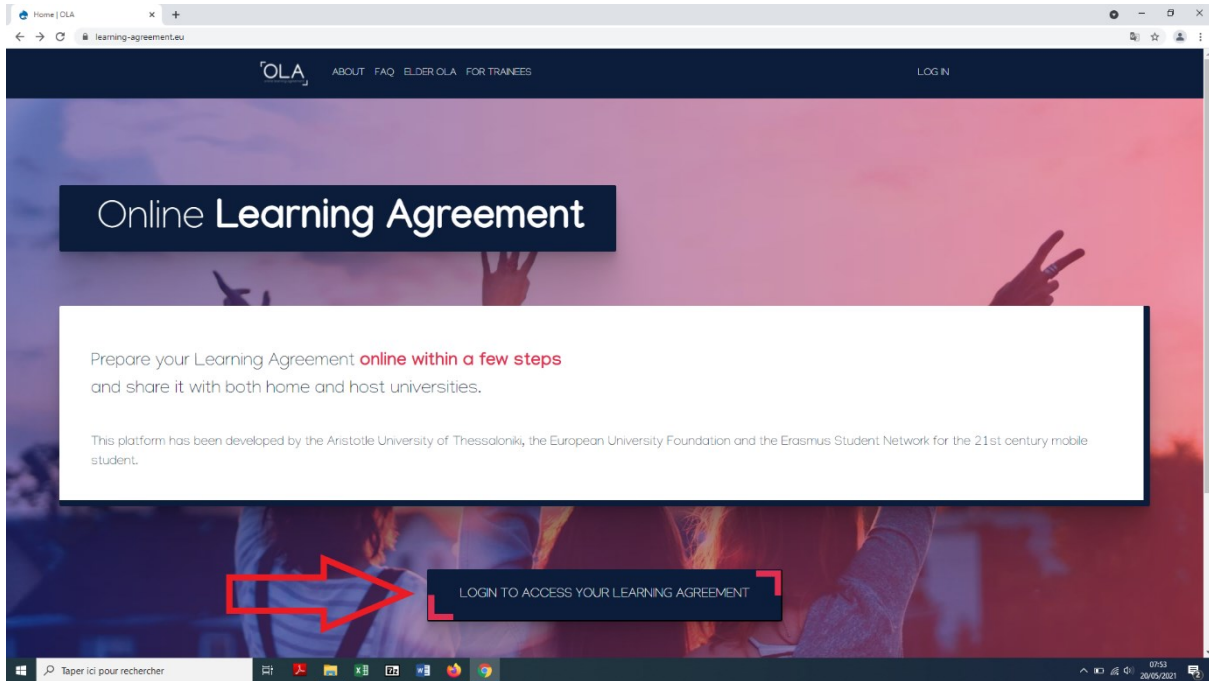 Home | OLA
learning-agreement.eu
OLA ABOUT FAQ ELDER OLA FOR TRAINEES LOG IN
Online Learning Agreement
Prepare your Learning Agreement online within a few steps
and share it with both home and host universities.
This platform has been developed by the Aristotle University of Thessaloniki, the European University Foundation and the Erasmus Student Network for the 21st century mobile
student.
LOGIN TO ACCESS YOUR LEARNING AGREEMENT
Taper ici pour rechercher
07:53
20/05/2021